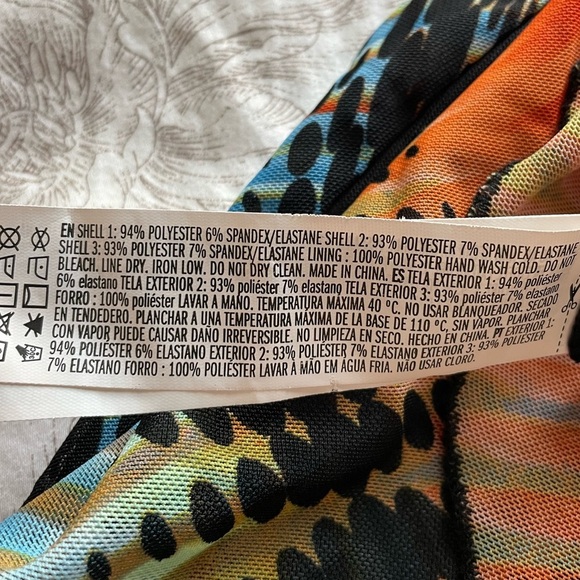 EN SHELL 1: 94% POLYESTER 6% SPANDEX/ELASTANE SHELL 2: 93% POLYESTER 7% SPANDEX/ELASTANE
SHELL 3: 93% POLYESTER 7% SPANDEX/ELASTANE LINING : 100% POLYESTER HAND WASH COLD. DO NOT
BLEACH. LINE DRY. IRON LOW. DO NOT DRY CLEAN. MADE IN CHINA. ES TELA EXTERIOR 1: 94% poliéster
6% elastano TELA EXTERIOR 2: 93% poliéster 7% elastano TELA EXTERIOR 3: 93% poliéster 7% elastano
FORRO : 100% poliéster LAVAR A MANO. TEMPERATURA MÁXIMA 40 °C. NO USAR BLANQUEADOR. SECADO
EN TENDEDERO. PLANCHAR A UNA TEMPERATURA MÁXIMA DE LA BASE DE 110 °C, SIN VAPOR. PLANCHAR
CON VAPOR PUEDE CAUSAR DAÑO IRREVERSIBLE. NO LIMPIEZA EN SECO. HECHO EN CHINA. PT EXTERIOR 1:
94% POLIÉSTER 6% ELASTANO EXTERIOR 2: 93% POLIÉSTER 7% ELASTANO EXTERIOR 3: 93% POLIÉSTER
7% ELASTANO FORRO : 100% POLIÉSTER LAVAR À MÃO EM ÁGUA FRIA. NÃO USAR CLORO.